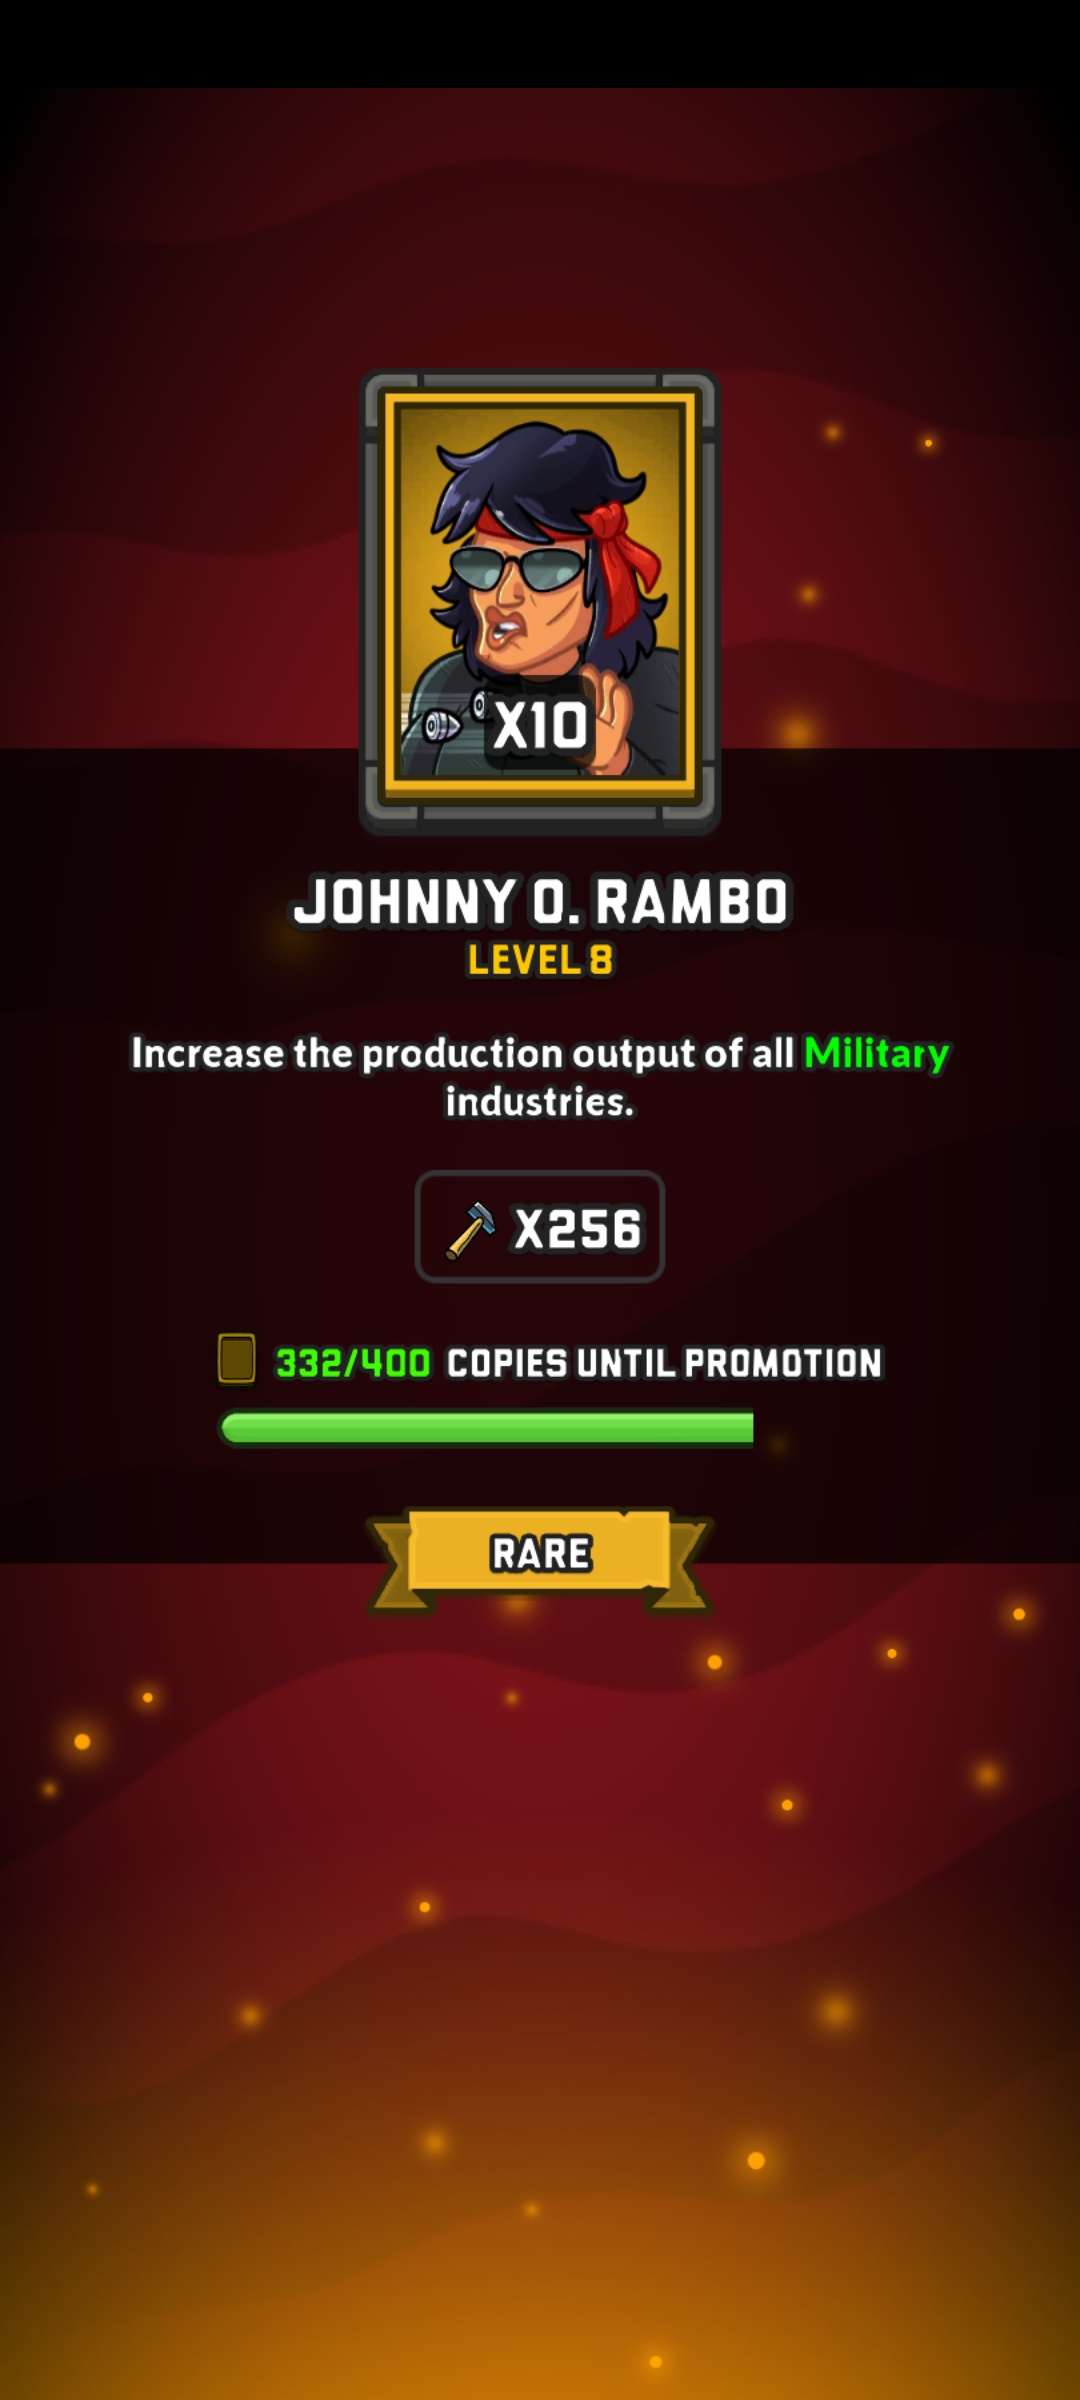 X10
JOHNNY O. RAMBO
LEVEL 8
Increase the production output of all Military
industries.
X256
332/400 COPIES UNTIL PROMOTION
RARE